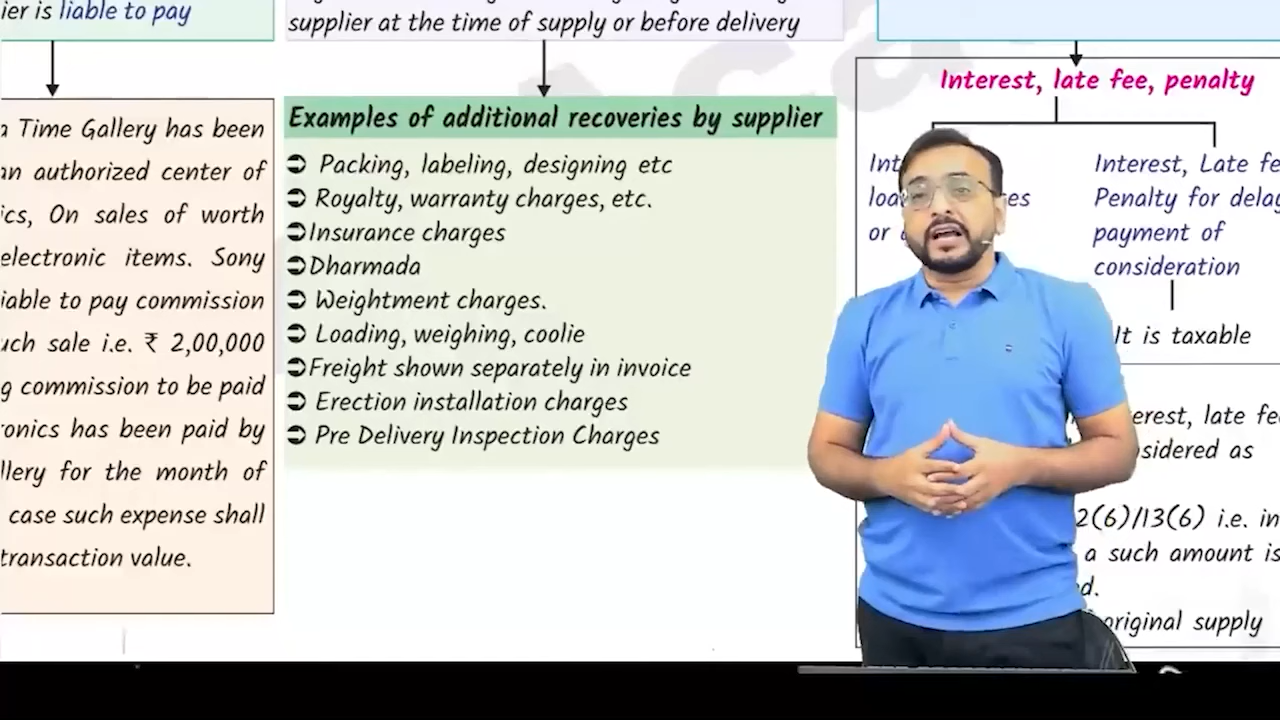 ier is liable to pay
supplier at the time of supply or before delivery
a Time Gallery has been
an authorized center of
ics, On sales of worth
electronic items. Sony
iable to pay commission
uch sale i.e. ₹ 2,00,000
g commission to be paid
ronics has been paid by
llery for the month of
case such expense shall
transaction value.
Examples of additional recoveries by supplier
➲ Packing, labeling, designing etc
➲ Royalty, warranty charges, etc.
➲Insurance charges
➲Dharmada
➲ Weightment charges.
➲ Loading, weighing, coolie
➲Freight shown separately in invoice
➲ Erection installation charges
➲ Pre Delivery Inspection Charges
Interest, late fee, penalty
Interest, Late fe
Penalty for delay
payment of
consideration
It is taxable
erest, late fee
sidered as
2(6)/13(6) i.e. in
a such amount is
original supply